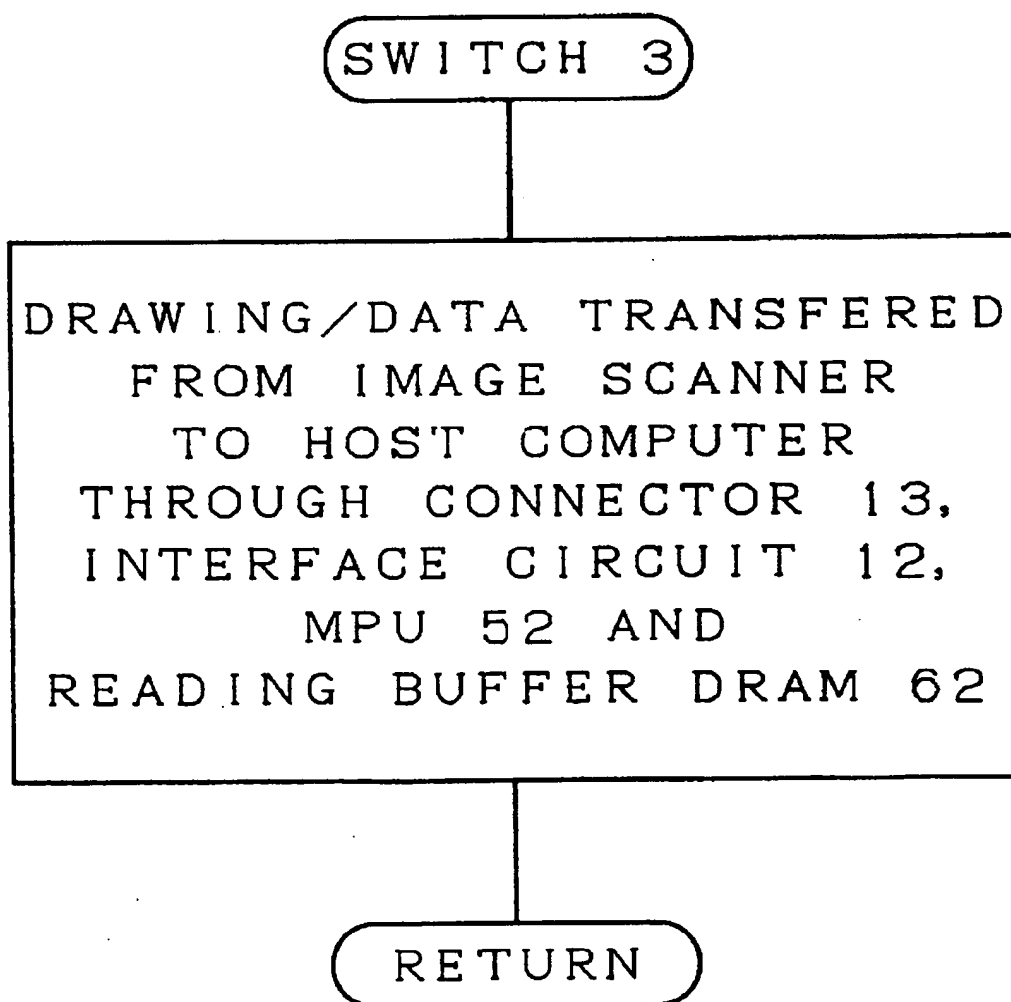 SWITCH 3
DRAWING/DATA TRANSFERED
FROM IMAGE SCANNER
TO HOST COMPUTER
THROUGH CONNECTOR 13,
INTERFACE CIRCUIT 12,
MPU 52 AND
READING BUFFER DRAM 62
RETURN